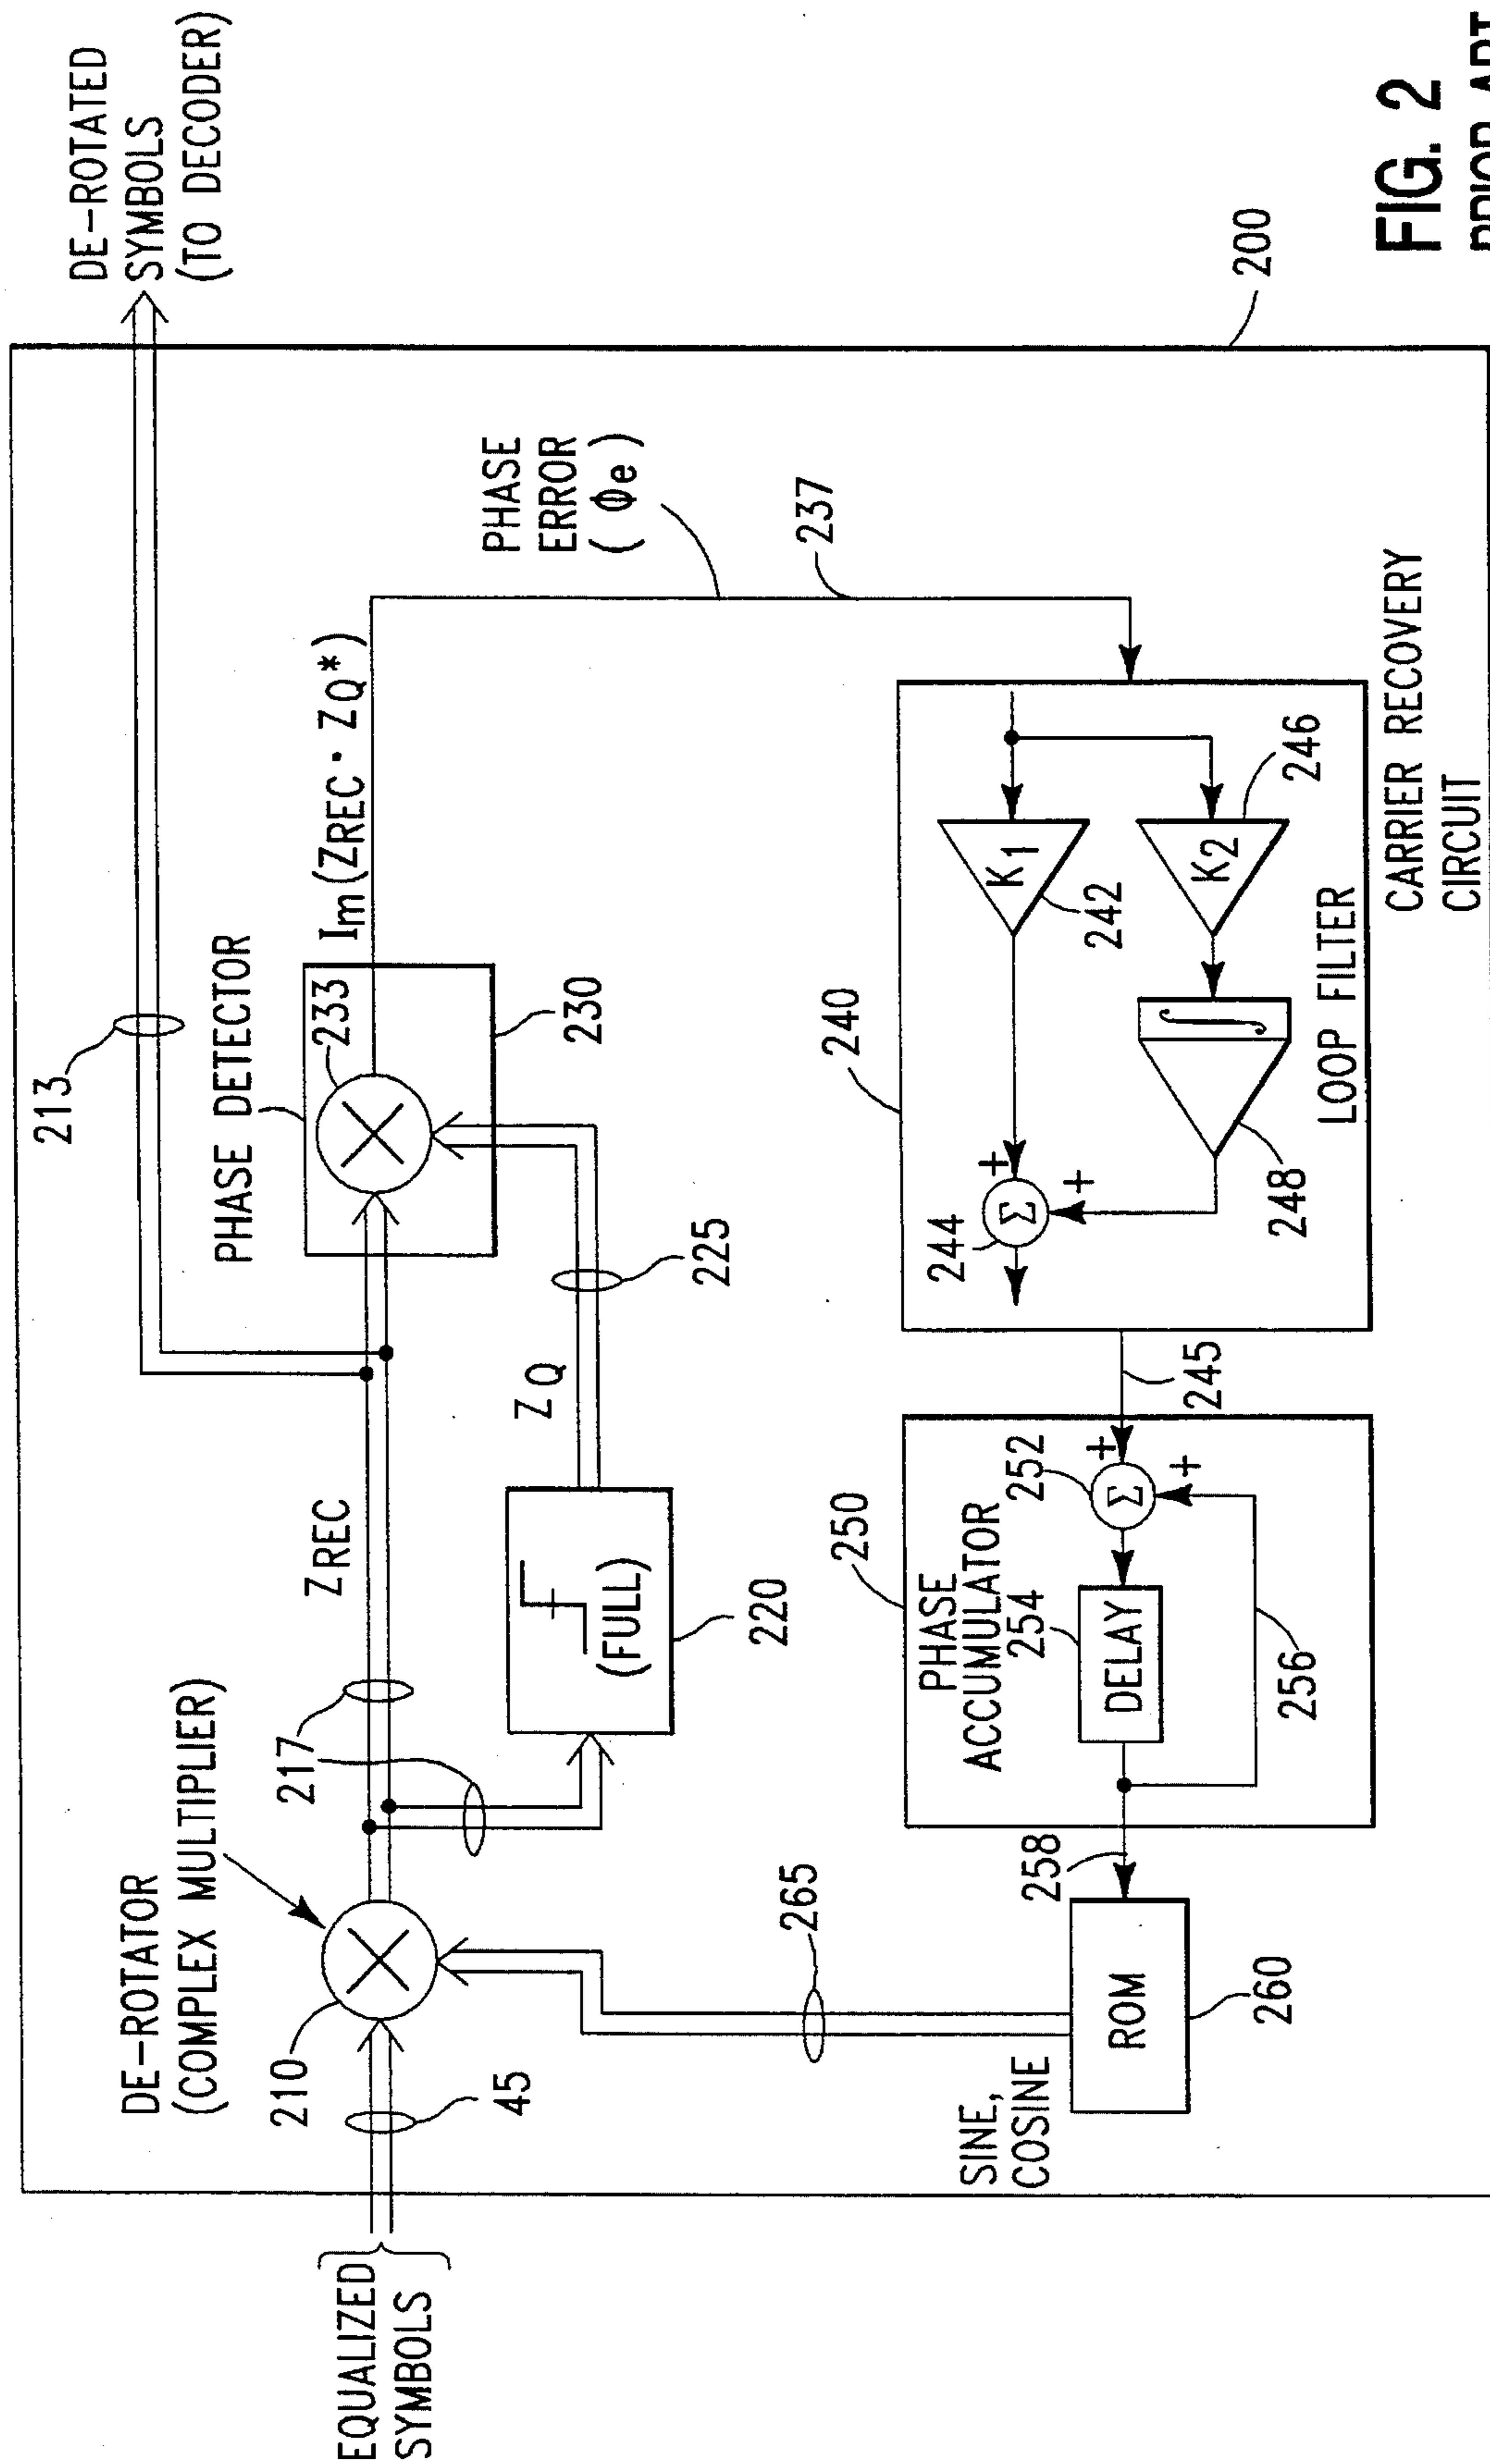 DE-ROTATED
SYMBOLS
(TO DECODER)
213
DE-ROTATOR
(COMPLEX MULTIPLIER)
210
217
ZREC
PHASE DETECTOR
233
Im(ZREC · ZQ*)
EQUALIZED
SYMBOLS
45
(FULL)
220
ZQ
225
230
PHASE
ERROR
( Φe )
237
265
SINE,
COSINE
ROM
260
258
250
PHASE
ACCUMULATOR
254
DELAY
252
Σ
+
+
256
245
240
244
Σ
+
+
K1
242
K2
246
248
∫
LOOP FILTER
CARRIER RECOVERY
CIRCUIT
200
FIG. 2
PRIOR ART